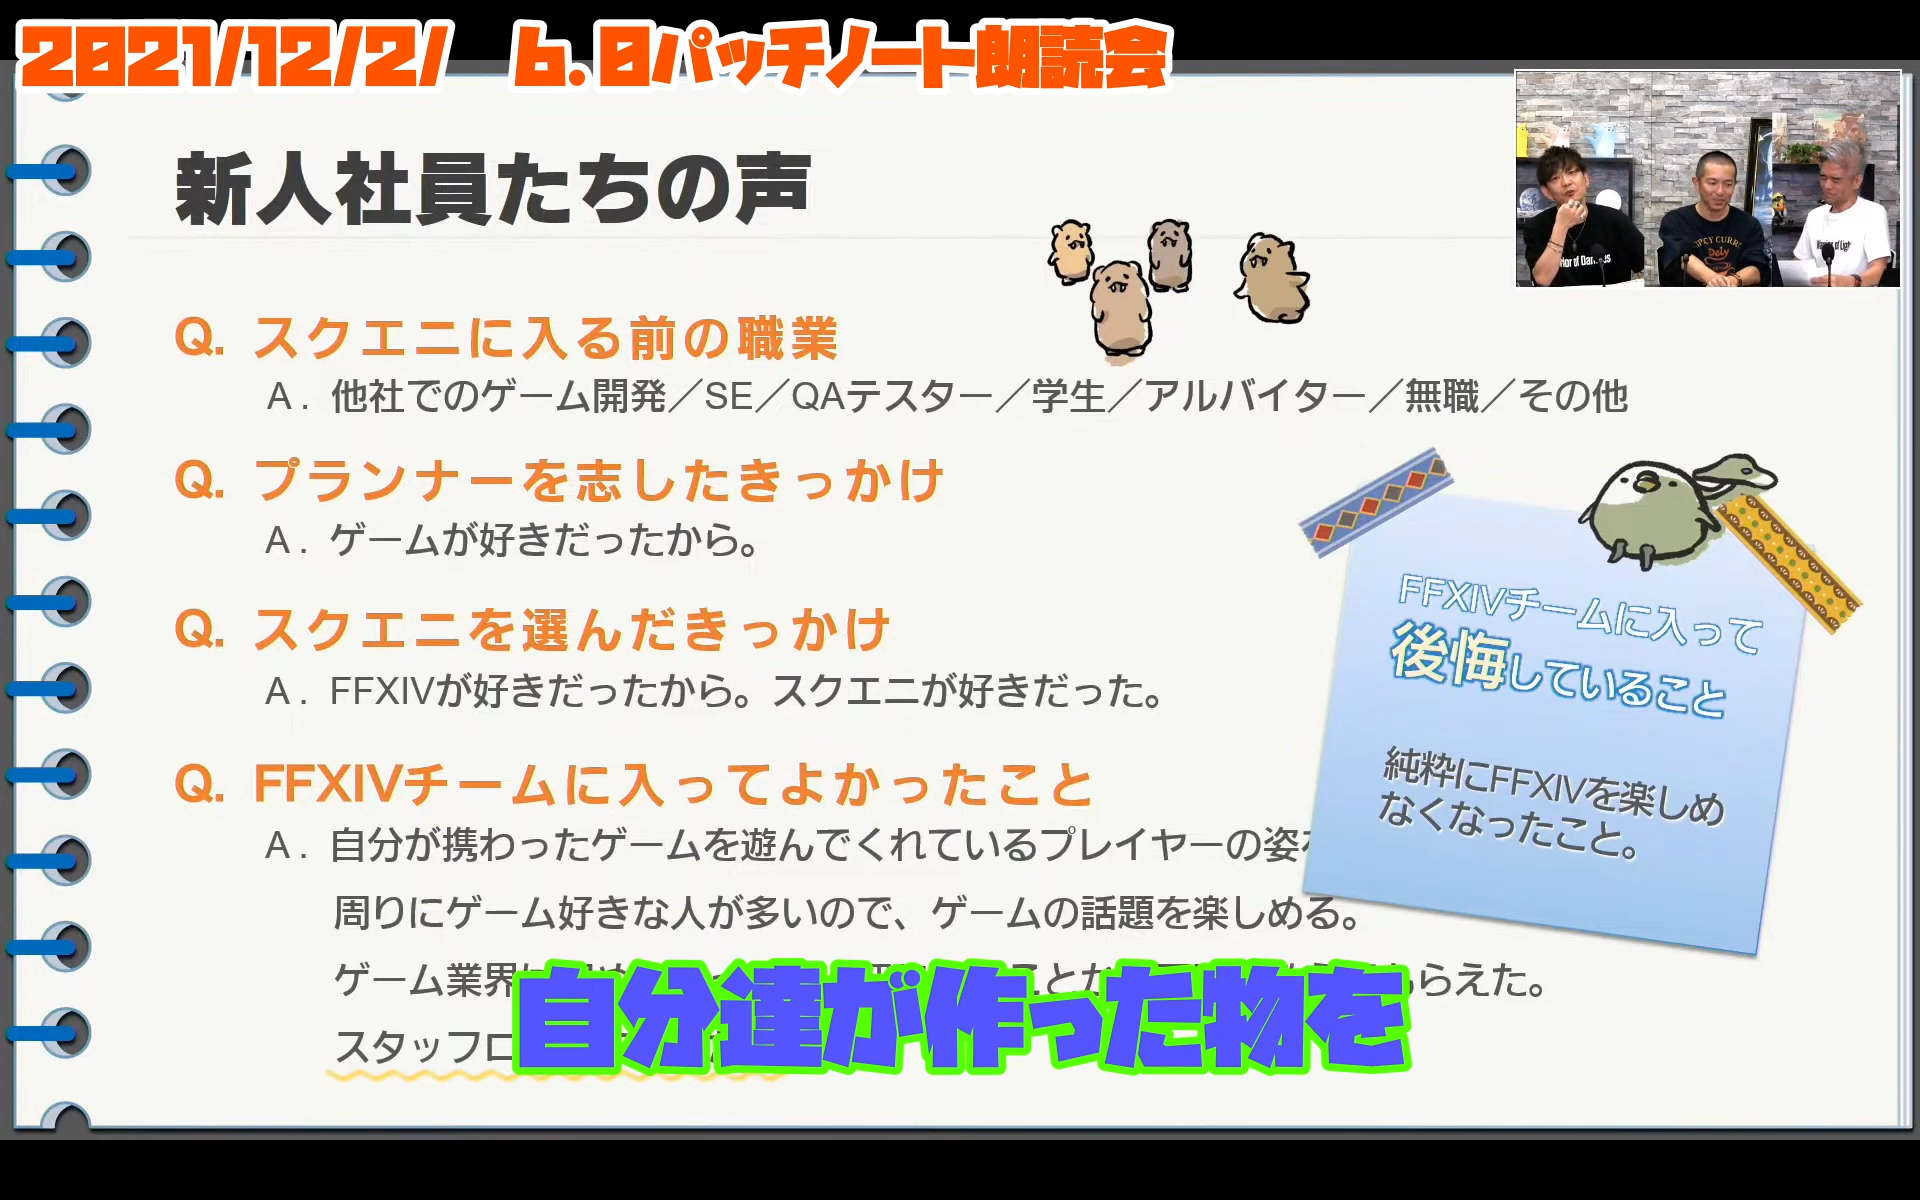 2021/12/2/ 6.0パッチノート朗読会
新人社員たちの声
Q. スクエニに入る前の職業
A. 他社でのゲーム開発／SE／QAテスター／学生／アルバイター／無職／その他
Q. プランナーを志したきっかけ
A. ゲームが好きだったから。
Q. スクエニを選んだきっかけ
A. FFXIVが好きだったから。スクエニが好きだった。
Q. FFXIVチームに入ってよかったこと
A. 自分が携わったゲームを遊んでくれているプレイヤーの姿
周りにゲーム好きな人が多いので、ゲームの話題を楽しめる。
ゲーム業界 らえた。
スタッフロ
FFXIVチームに入って
後悔していること
純粋にFFXIVを楽しめ
なくなったこと。
自分達が作った物を